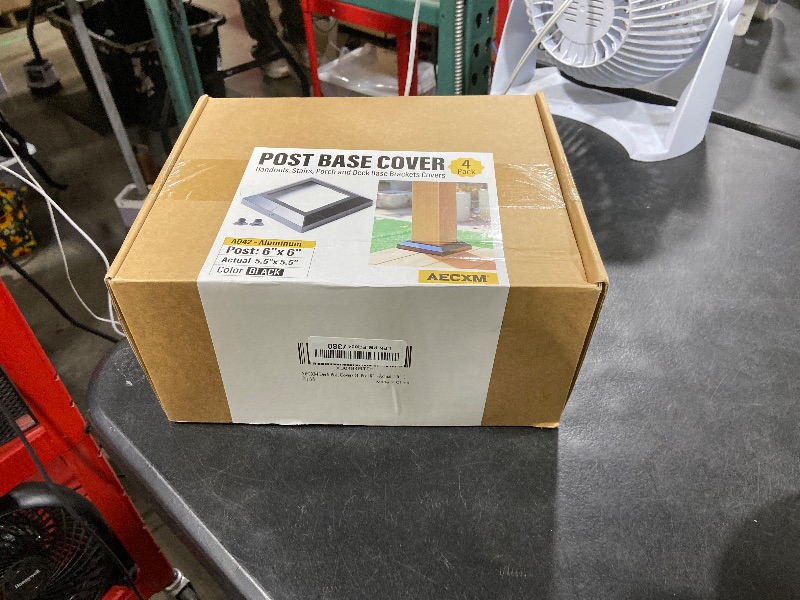 POST BASE COVER
4
Pack
Handrails, Stairs, Porch and Deck Base Brackets Covers
A042 - Aluminum
Post: 6"x 6"
Actual 5.5"x 5.5"
Color BLACK
AECXM
Honeywell